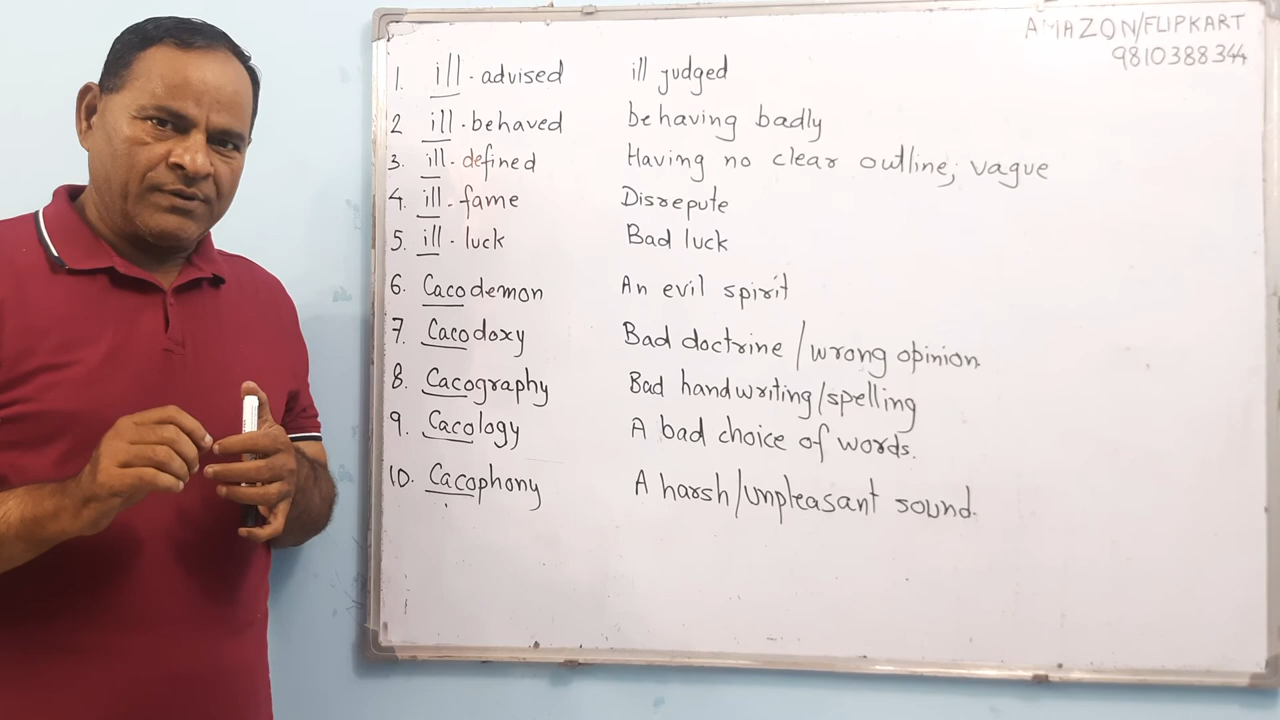 AMAZON/FLIPKART
9810388344
1. ill-advised ill judged
2 ill-behaved behaving badly
3. ill-defined Having no clear outline; vague
4. ill-fame Disrepute
5. ill-luck Bad luck
6. Cacodemon An evil spirit
7. Cacodoxy Bad doctrine/wrong opinion.
8. Cacography Bad handwriting/spelling
9. Cacology A bad choice of words.
10. Cacophony A harsh/unpleasant sound.